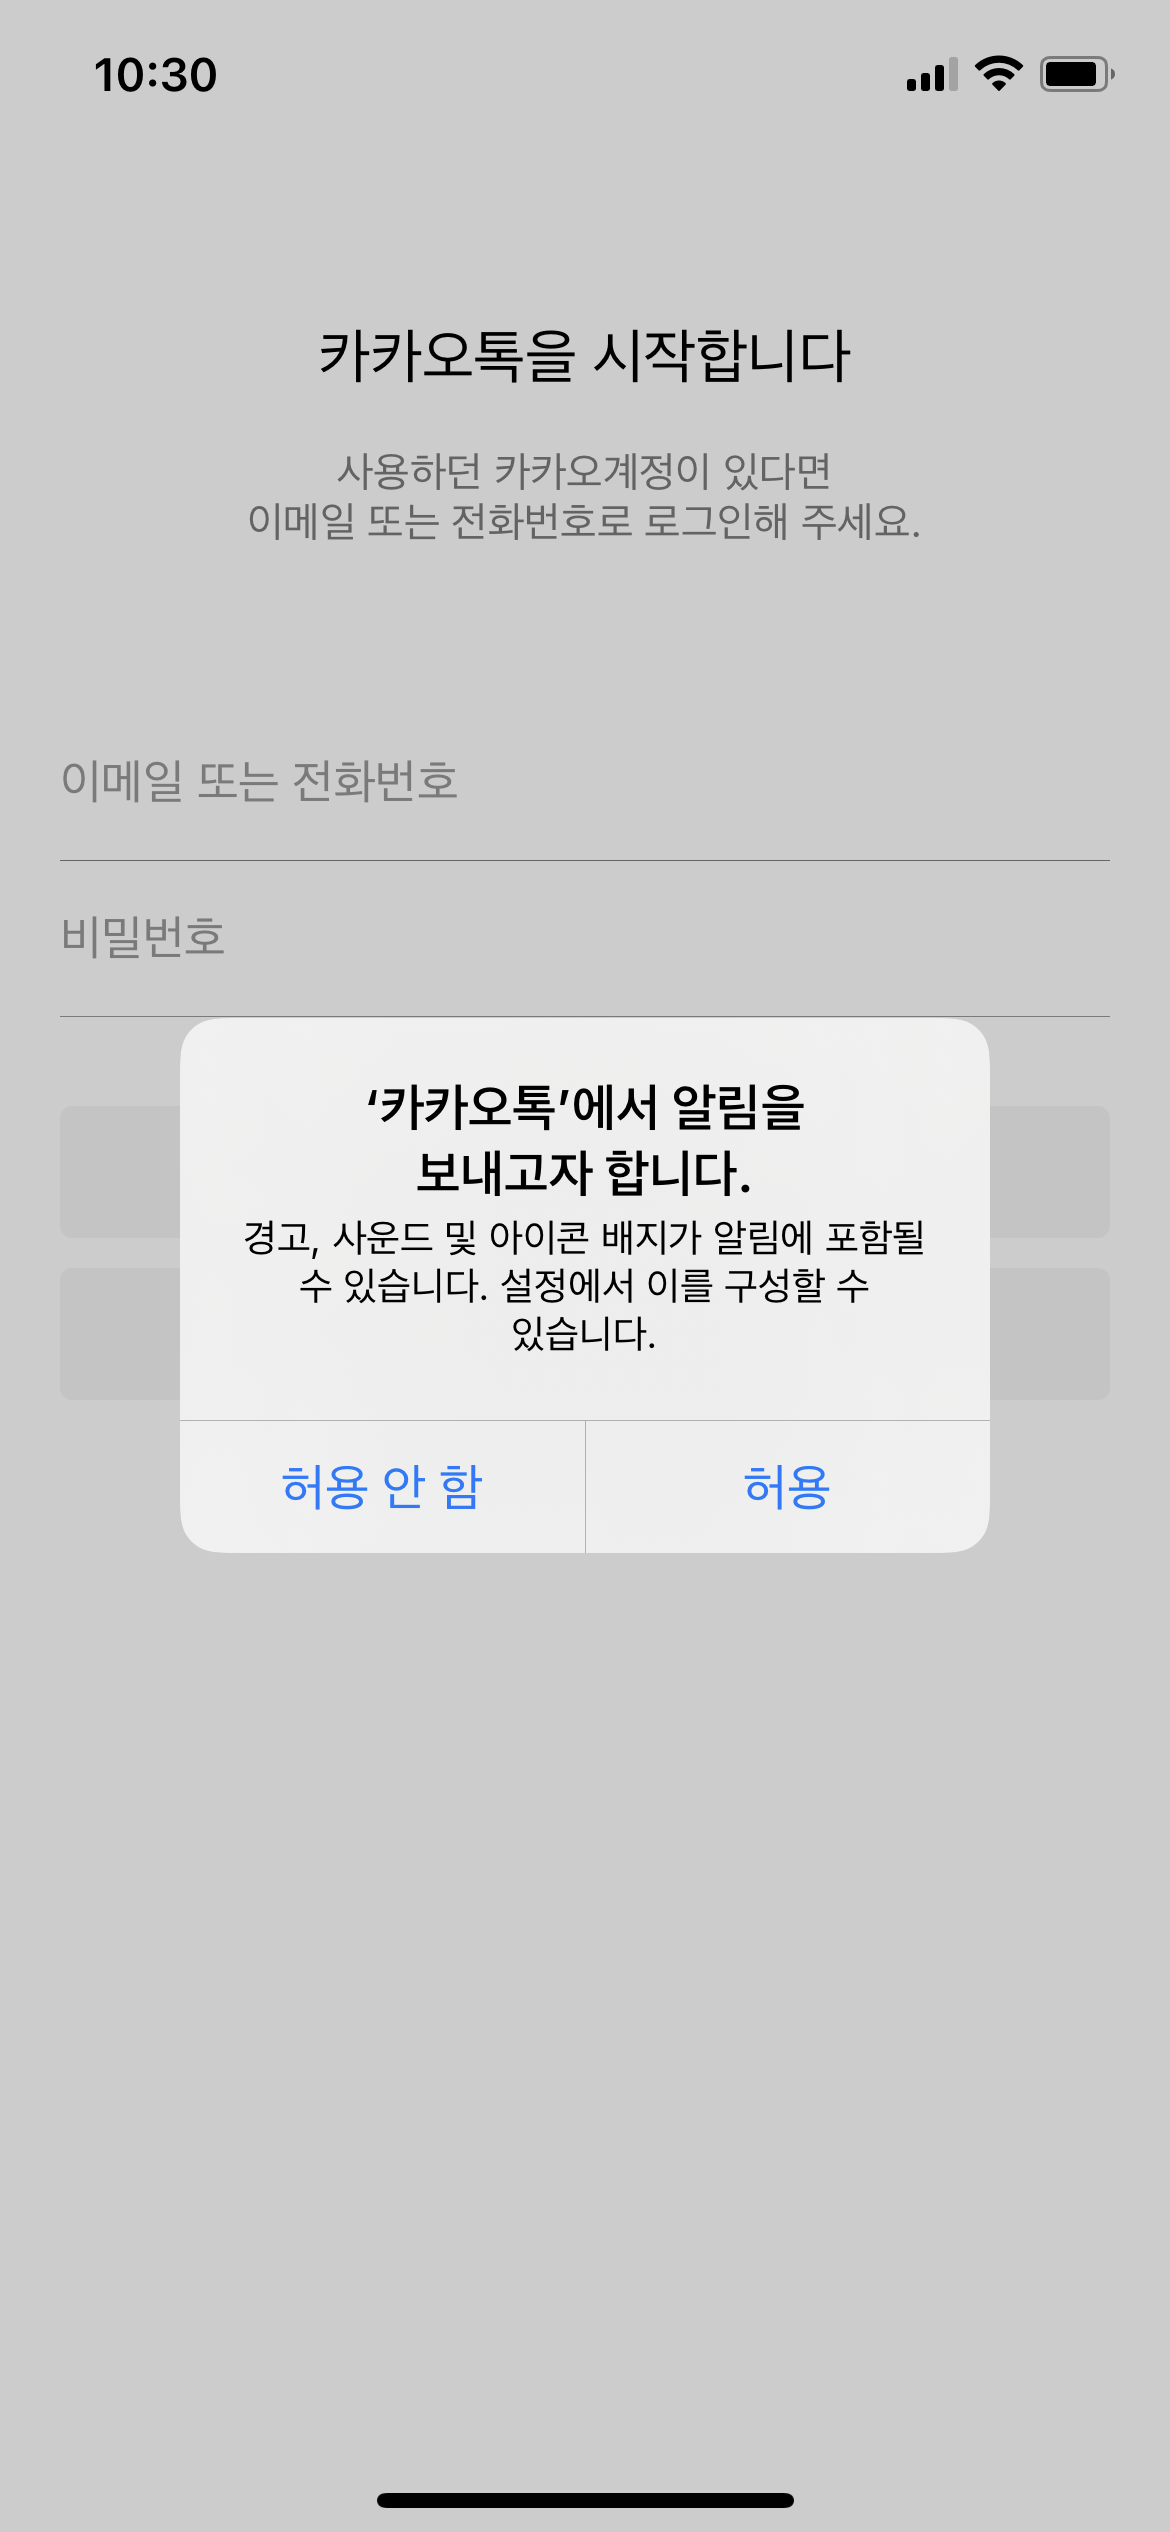 10:30
카카오톡을 시작합니다
사용하던 카카오계정이 있다면
이메일 또는 전화번호로 로그인해 주세요.
이메일 또는 전화번호
비밀번호
‘카카오톡’에서 알림을
보내고자 합니다.
경고, 사운드 및 아이콘 배지가 알림에 포함될
수 있습니다. 설정에서 이를 구성할 수
있습니다.
허용 안 함
허용